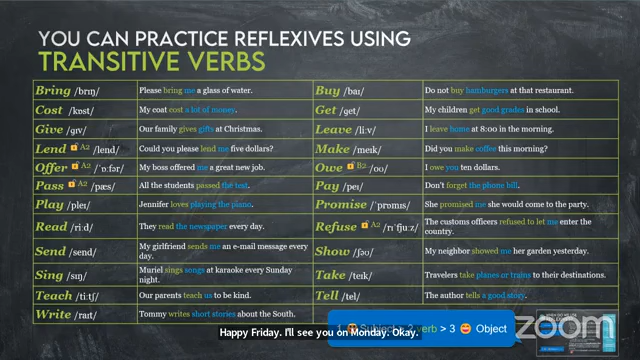 YOU CAN PRACTICE REFLEXIVES USING
TRANSITIVE VERBS
Bring /brɪŋ/ Please bring me a glass of water. Buy /baɪ/ Do not buy hamburgers at that restaurant.
Cost /kɒst/ My coat cost a lot of money. Get /ɡet/ My children get good grades in school.
Give /ɡɪv/ Our family gives gifts at Christmas. Leave /liːv/ I leave home at 8:00 in the morning.
Lend A2 /lend/ Could you please lend me five dollars? Make /meɪk/ Did you make coffee this morning?
Offer A2 /ˈɒːfər/ My boss offered me a great new job. Owe B2 /oʊ/ I owe you ten dollars.
Pass A2 /pæs/ All the students passed the test. Pay /peɪ/ Don't forget the phone bill.
Play /pleɪ/ Jennifer loves playing the piano. Promise /ˈprɒmɪs/ She promised me she would come to the party.
Read /riːd/ They read the newspaper every day. Refuse A2 /rɪˈfjuːz/ The customs officers refused to let me enter the
country.
Send /send/ My girlfriend sends me an e-mail message every
day. Show /ʃəʊ/ My neighbor showed me her garden yesterday.
Sing /sɪŋ/ Muriel sings songs at karaoke every Sunday
night. Take /teɪk/ Travelers take planes or trains to their destinations.
Teach /tiːtʃ/ Our parents teach us to be kind. Tell /tel/ The author tells a good story.
Write /raɪt/ Tommy writes short stories about the South.
verb > 3 😄 Object
Happy Friday. I'll see you on Monday. Okay.
zoom